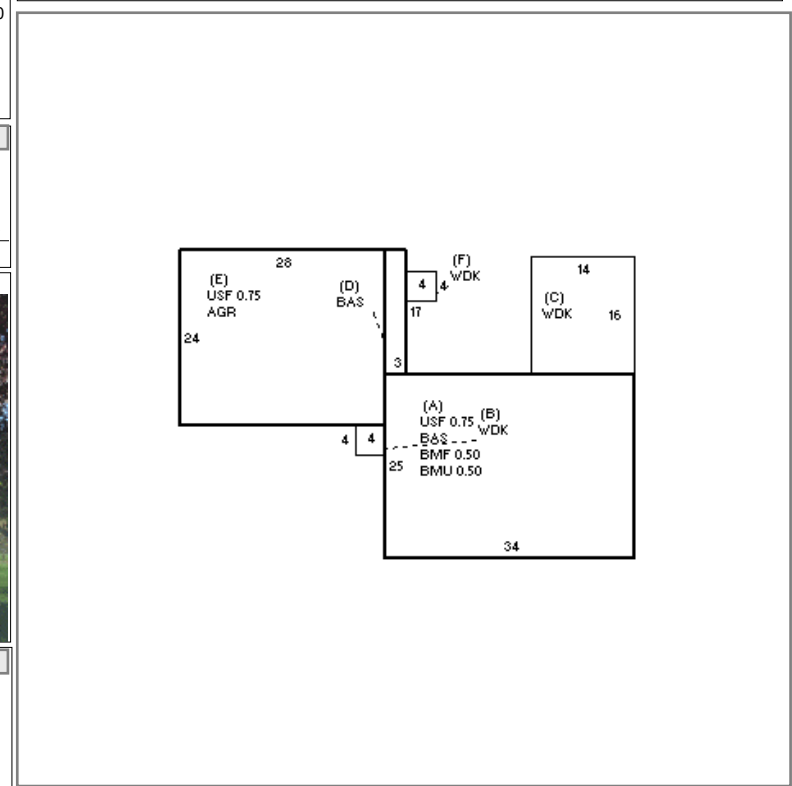 28
(E)
USF 0.75
AGR
24
(D)
BAS
3
(F)
WDK
4 4
17
14
(C)
WDK
16
4 4
25
(A)
USF 0.75
BAS
BMF 0.50
BMU 0.50
(B)
WDK
34